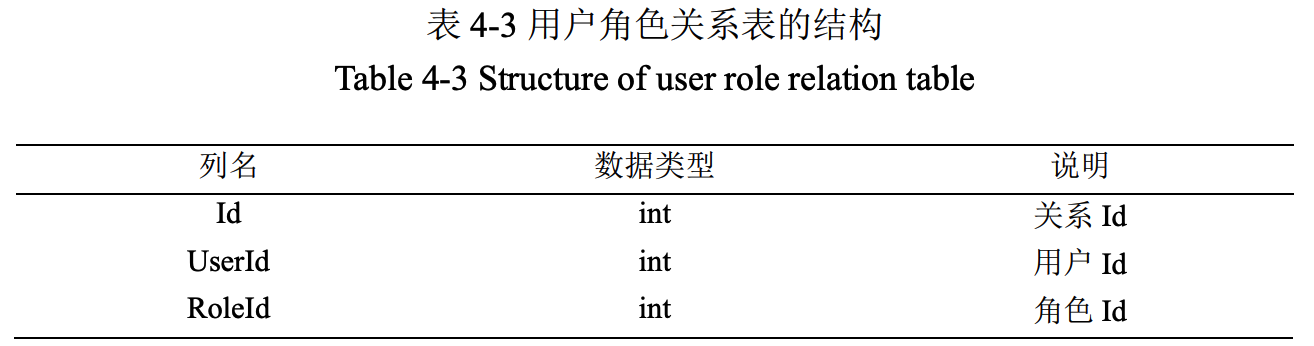 表 4-3 用户角色关系表的结构
Table 4-3 Structure of user role relation table
列名 数据类型 说明
Id int 关系 Id
UserId int 用户 Id
RoleId int 角色 Id